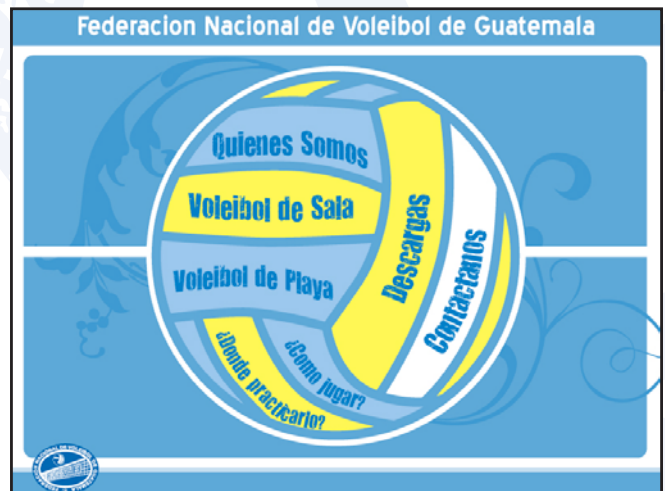 Federacion Nacional de Voleibol de Guatemala
Quienes Somos
Voleibol de Sala
Voleibol de Playa
¿Donde practicarlo?
¿Como jugar?
Descargas
Contactanos